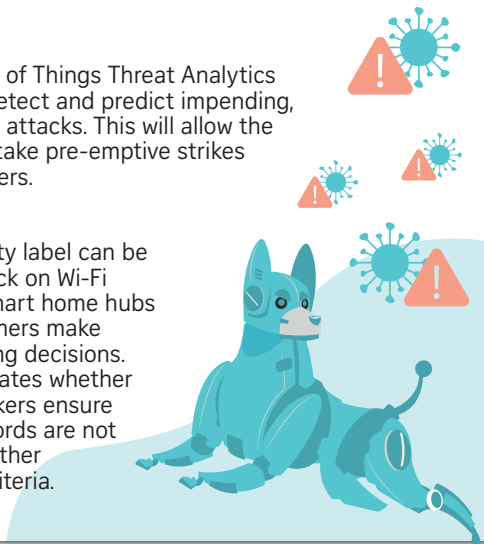 of Things Threat Analytics
etect and predict impending,
attacks. This will allow the
take pre-emptive strikes
ers.
ty label can be
ck on Wi-Fi
mart home hubs
mers make
ng decisions.
ates whether
kers ensure
ords are not
ther
iteria.
!
!
!
!